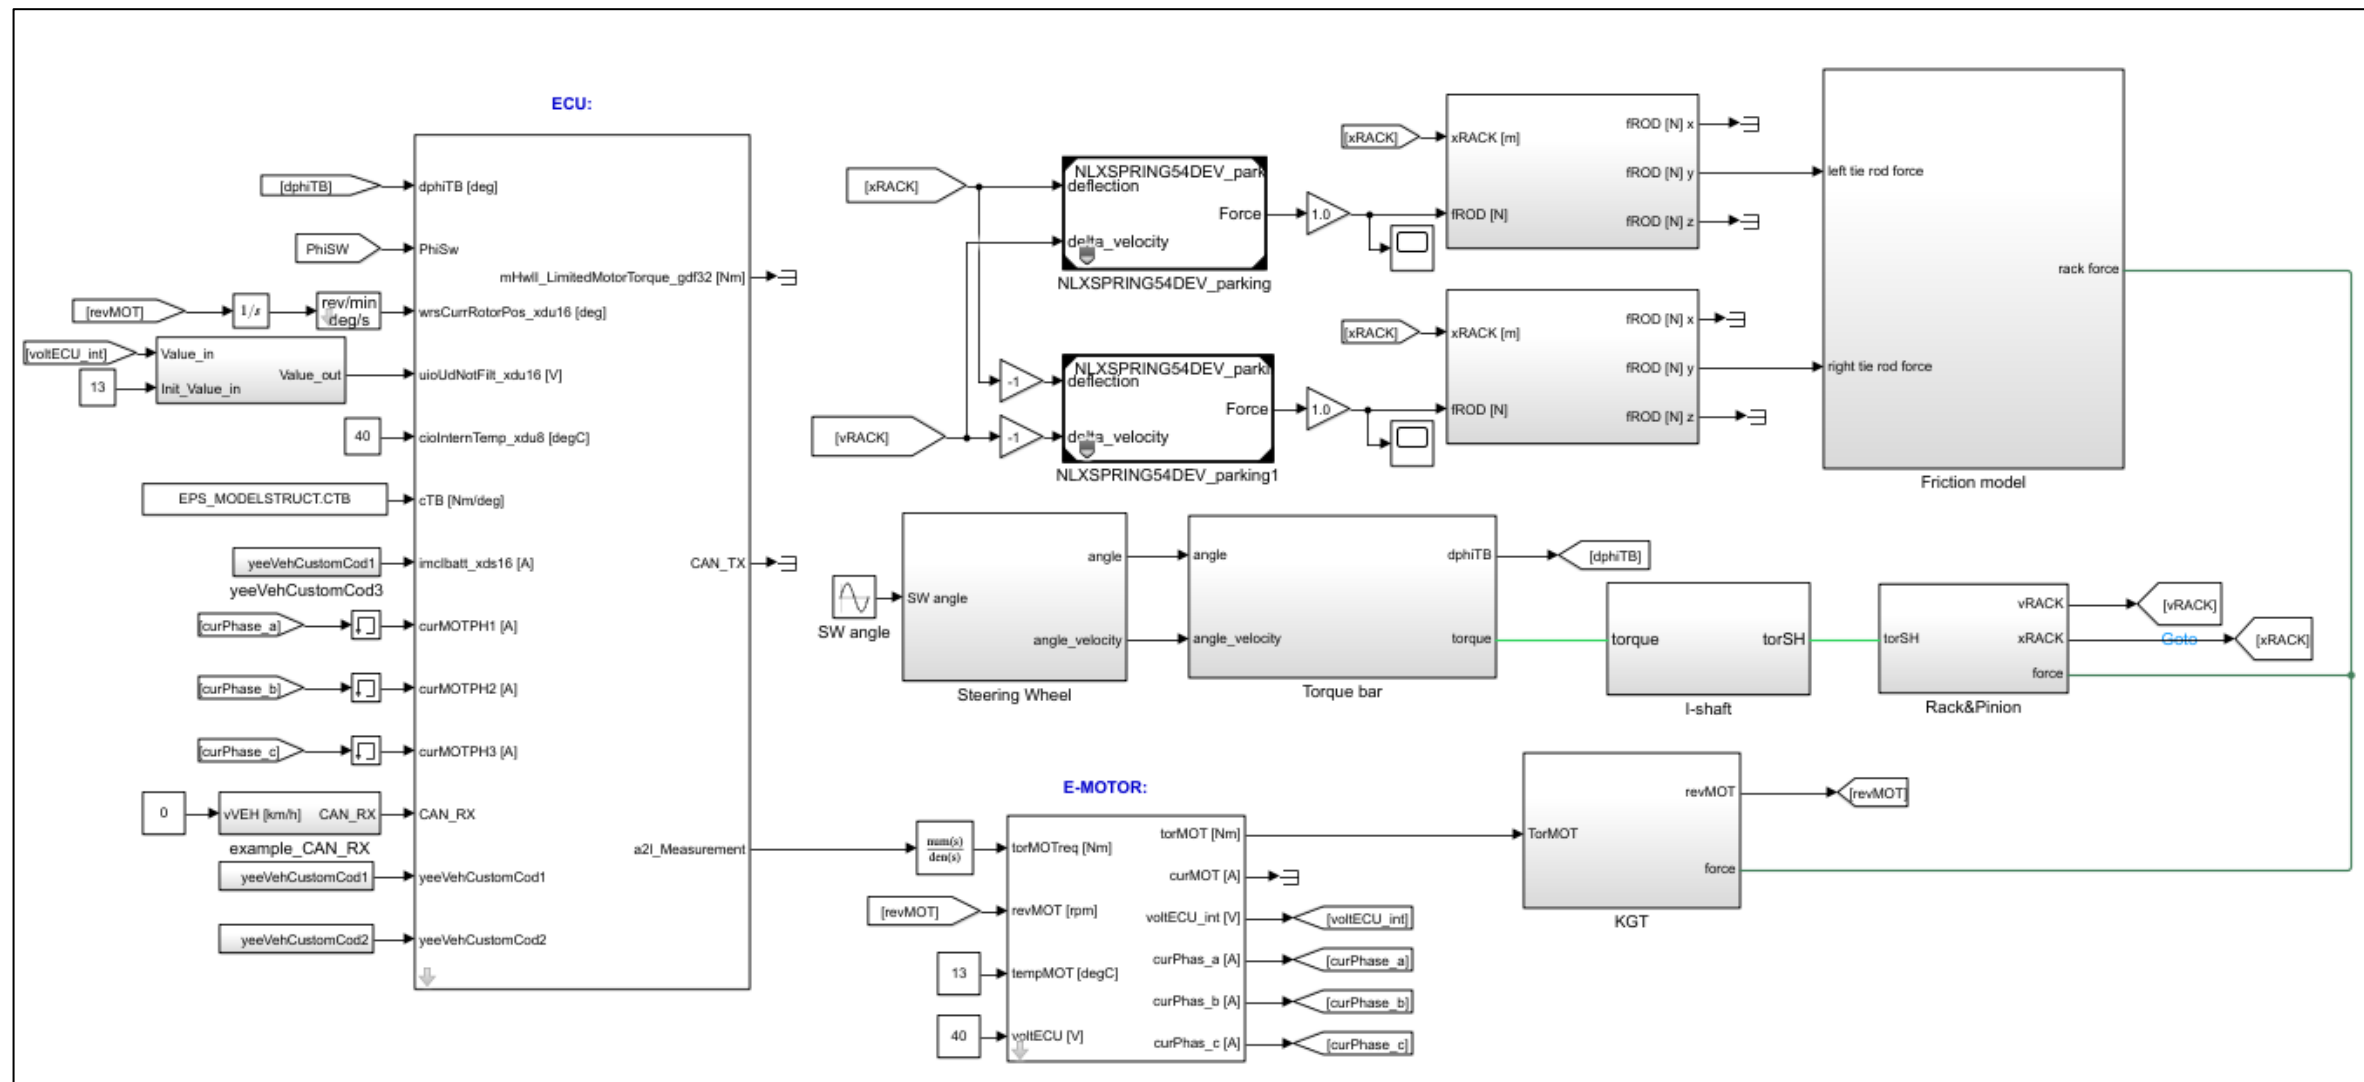 ECU:
[dphiTB]
dphiTB [deg]
PhiSW
PhiSw
mHwII_LimitedMotorTorque_gdf32 [Nm]
[revMOT]
1/s
rev/min
deg/s
wrsCurrRotorPos_xdu16 [deg]
[voltECU_int]
Value_in
Value_out
13
Init_Value_in
uioUdNotFilt_xdu16 [V]
40
cioInternTemp_xdu8 [degC]
EPS_MODELSTRUCT.CTB
cTB [Nm/deg]
yeeVehCustomCod1
imcIbatt_xds16 [A]
yeeVehCustomCod3
CAN_TX
[curPhase_a]
curMOTPH1 [A]
[curPhase_b]
curMOTPH2 [A]
[curPhase_c]
curMOTPH3 [A]
0
vVEH [km/h]
CAN_RX
CAN_RX
example_CAN_RX
a2l_Measurement
yeeVehCustomCod1
yeeVehCustomCod1
yeeVehCustomCod2
yeeVehCustomCod2
[xRACK]
NLXSPRING54DEV_park
deflection
Force
delta_velocity
NLXSPRING54DEV_parking
1.0
[xRACK]
xRACK [m]
fROD [N]
fROD [N] x
fROD [N] y
fROD [N] z
[vRACK]
-1
-1
NLXSPRING54DEV_parki
deflection
Force
delta_velocity
NLXSPRING54DEV_parking1
1.0
[xRACK]
xRACK [m]
fROD [N]
fROD [N] x
fROD [N] y
fROD [N] z
left tie rod force
rack force
right tie rod force
Friction model
SW angle
SW angle
angle
angle_velocity
Steering Wheel
angle
angle_velocity
dphiTB
torque
Torque bar
[dphiTB]
torque
torSH
I-shaft
torSH
vRACK
xRACK
force
Rack&Pinion
[vRACK]
Goto
[xRACK]
E-MOTOR:
num(s)
den(s)
torMOTreq [Nm]
[revMOT]
revMOT [rpm]
13
tempMOT [degC]
40
voltECU [V]
torMOT [Nm]
curMOT [A]
voltECU_int [V]
curPhas_a [A]
curPhas_b [A]
curPhas_c [A]
[voltECU_int]
[curPhase_a]
[curPhase_b]
[curPhase_c]
TorMOT
revMOT
force
KGT
[revMOT]